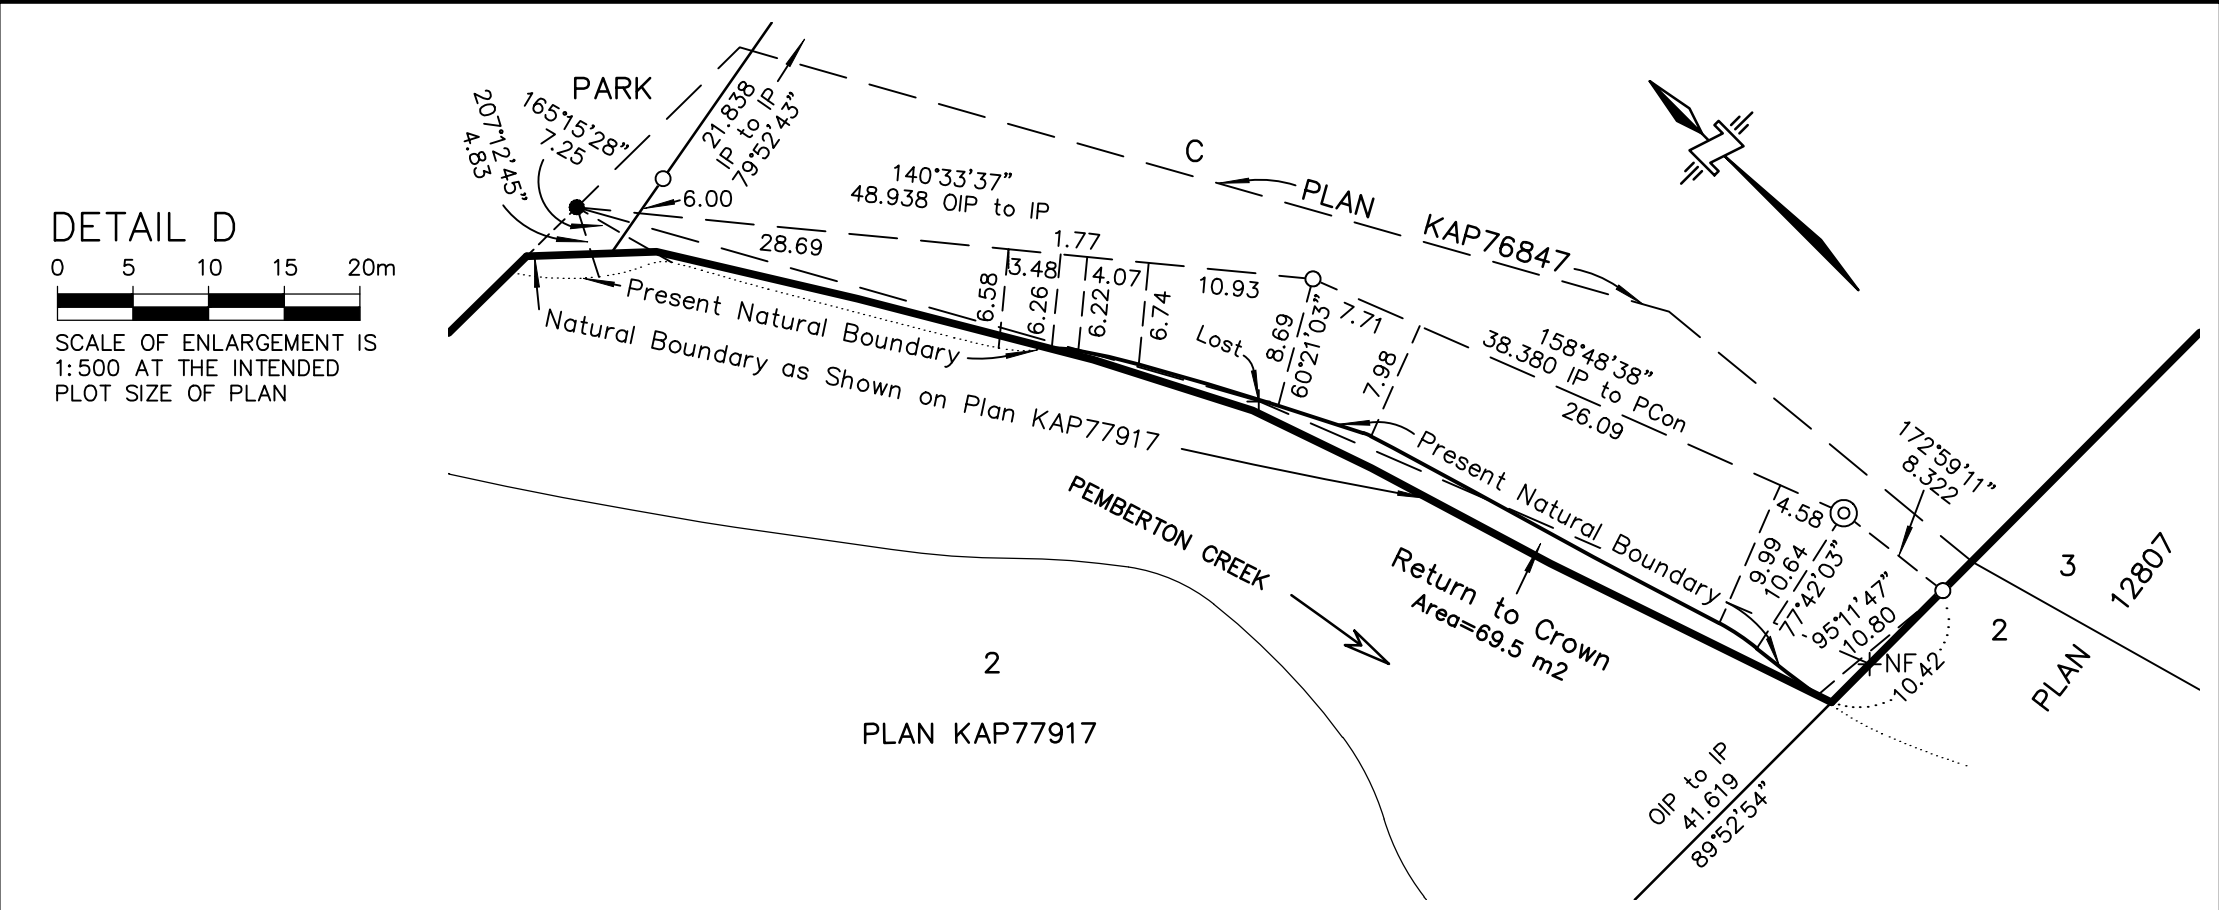 DETAIL D
0 5 10 15 20m
SCALE OF ENLARGEMENT IS
1:500 AT THE INTENDED
PLOT SIZE OF PLAN
PARK
207°12'45"
4.83
165°15'28"
7.25
21.838
IP to IP
79°52'43"
6.00
140°33'37"
48.938 OIP to IP
28.69
C
PLAN KAP76847
1.77
3.48
4.07
10.93
6.58
6.26
6.22
6.74
Lost
8.69
60°21'03"
7.71
7.98
158°48'38"
38.380 IP to PCon
26.09
Present Natural Boundary
Natural Boundary as Shown on Plan KAP77917
Present Natural Boundary
172°59'11"
8.322
4.58
9.99
10.64
77°42'03"
95°11'47"
10.80
NF
10.42
3
2
PLAN 12807
PEMBERTON CREEK
Return to Crown
Area=69.5 m2
2
PLAN KAP77917
OIP to IP
41.619
89°52'54"